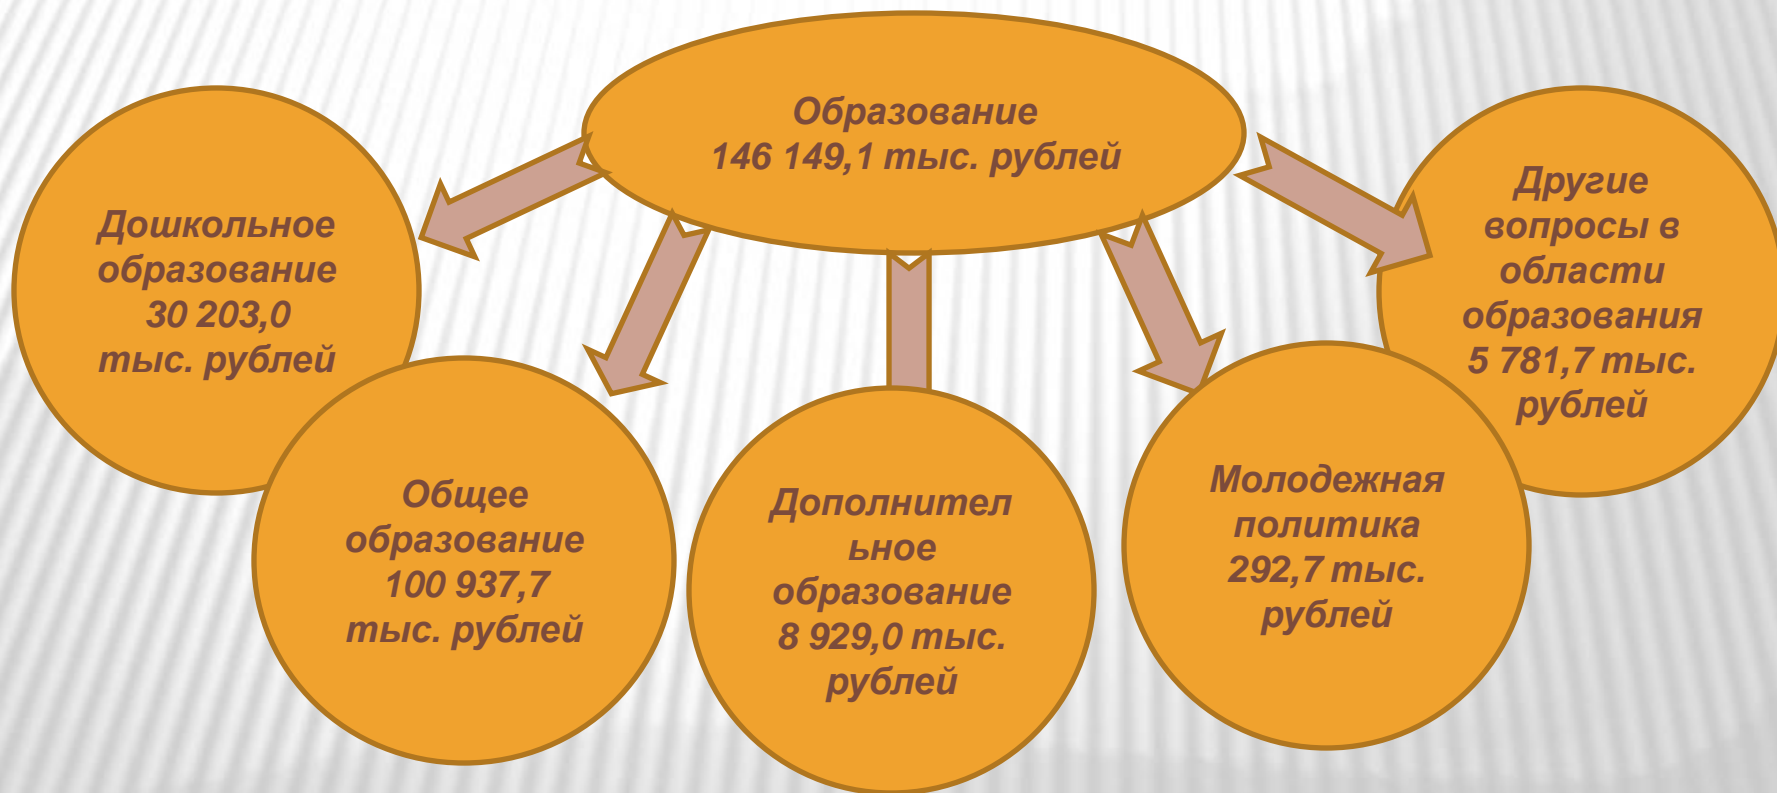 Образование
146 149,1 тыс. рублей
Дошкольное
образование
30 203,0
тыс. рублей
Общее
образование
100 937,7
тыс. рублей
Дополнител
ьное
образование
8 929,0 тыс.
рублей
Молодежная
политика
292,7 тыс.
рублей
Другие
вопросы в
области
образования
5 781,7 тыс.
рублей